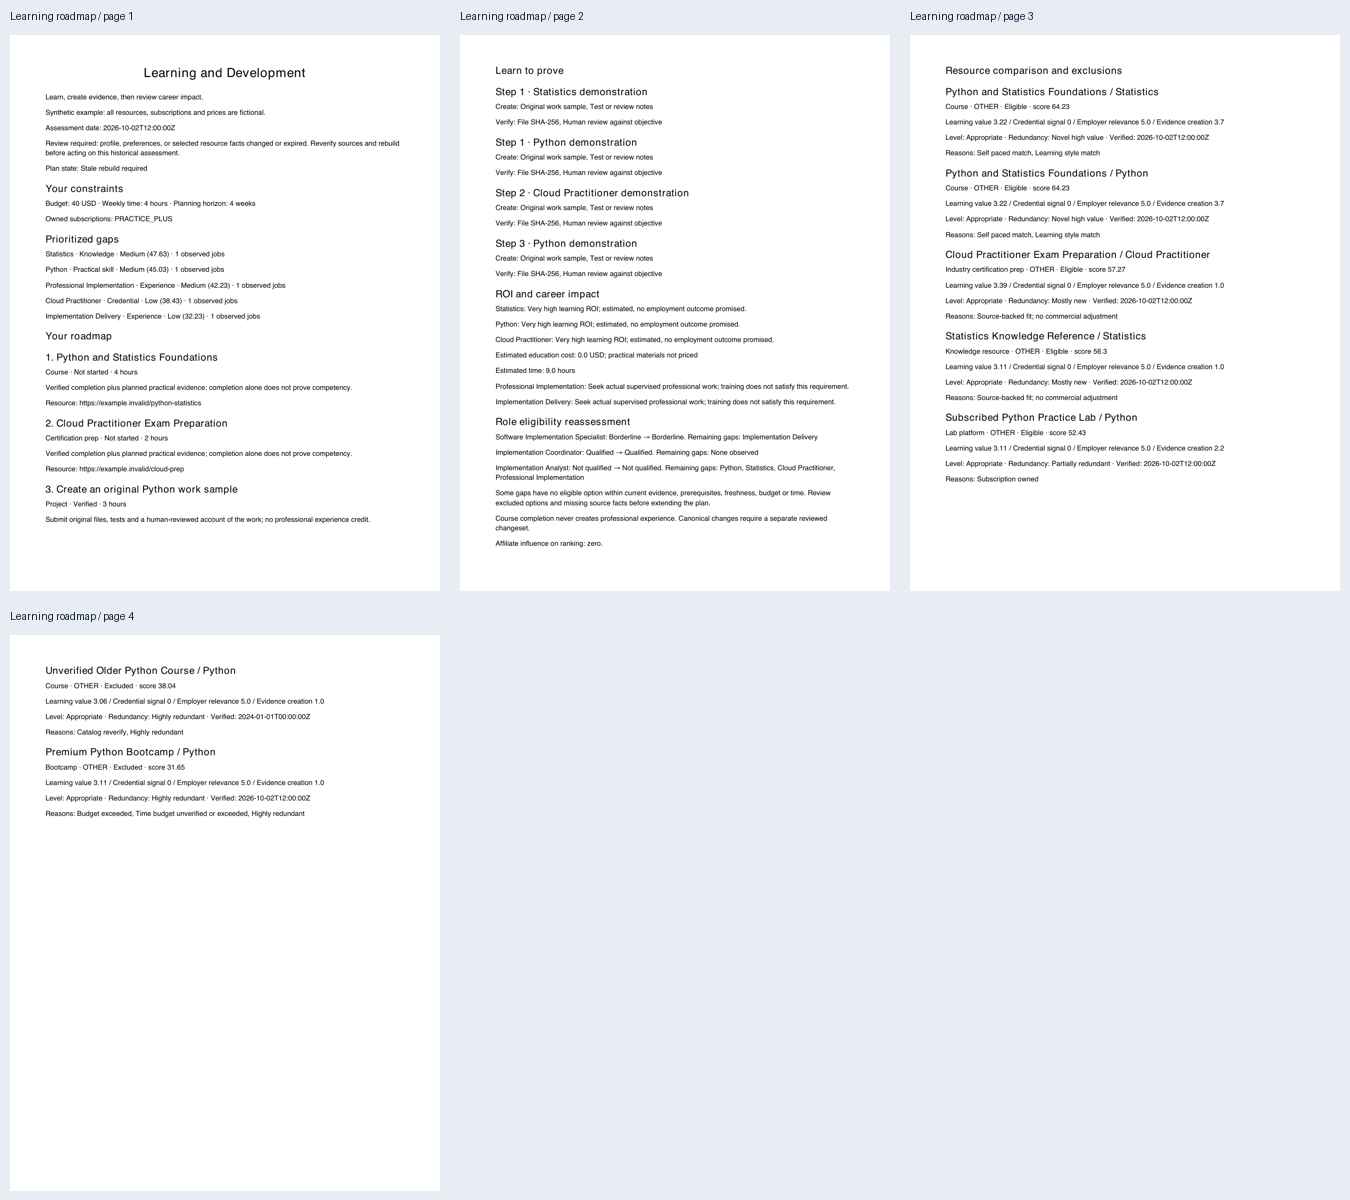 Learning roadmap / page 1
Learning and Development
Learn, create evidence, then review career impact.
Synthetic example: all resources, subscriptions and prices are fictional.
Assessment date: 2026-10-02T12:00:00Z
Review required: profile, preferences, or selected resource facts changed or expired. Reverify sources and rebuild
before acting on this historical assessment.
Plan state: Stale rebuild required
Your constraints
Budget: 40 USD · Weekly time: 4 hours · Planning horizon: 4 weeks
Owned subscriptions: PRACTICE_PLUS
Prioritized gaps
Statistics · Knowledge · Medium (47.63) · 1 observed jobs
Python · Practical skill · Medium (45.03) · 1 observed jobs
Professional Implementation · Experience · Medium (42.23) · 1 observed jobs
Cloud Practitioner · Credential · Low (38.43) · 1 observed jobs
Implementation Delivery · Experience · Low (32.23) · 1 observed jobs
Your roadmap
1. Python and Statistics Foundations
Course · Not started · 4 hours
Verified completion plus planned practical evidence; completion alone does not prove competency.
Resource: https://example.invalid/python-statistics
2. Cloud Practitioner Exam Preparation
Certification prep · Not started · 2 hours
Verified completion plus planned practical evidence; completion alone does not prove competency.
Resource: https://example.invalid/cloud-prep
3. Create an original Python work sample
Project · Verified · 3 hours
Submit original files, tests and a human-reviewed account of the work; no professional experience credit.
Learning roadmap / page 2
Learn to prove
Step 1 · Statistics demonstration
Create: Original work sample, Test or review notes
Verify: File SHA-256, Human review against objective
Step 1 · Python demonstration
Create: Original work sample, Test or review notes
Verify: File SHA-256, Human review against objective
Step 2 · Cloud Practitioner demonstration
Create: Original work sample, Test or review notes
Verify: File SHA-256, Human review against objective
Step 3 · Python demonstration
Create: Original work sample, Test or review notes
Verify: File SHA-256, Human review against objective
ROI and career impact
Statistics: Very high learning ROI; estimated, no employment outcome promised.
Python: Very high learning ROI; estimated, no employment outcome promised.
Cloud Practitioner: Very high learning ROI; estimated, no employment outcome promised.
Estimated education cost: 0.0 USD; practical materials not priced
Estimated time: 9.0 hours
Professional Implementation: Seek actual supervised professional work; training does not satisfy this requirement.
Implementation Delivery: Seek actual supervised professional work; training does not satisfy this requirement.
Role eligibility reassessment
Software Implementation Specialist: Borderline → Borderline. Remaining gaps: Implementation Delivery
Implementation Coordinator: Qualified → Qualified. Remaining gaps: None observed
Implementation Analyst: Not qualified → Not qualified. Remaining gaps: Python, Statistics, Cloud Practitioner,
Professional Implementation
Some gaps have no eligible option within current evidence, prerequisites, freshness, budget or time. Review
excluded options and missing source facts before extending the plan.
Course completion never creates professional experience. Canonical changes require a separate reviewed
changeset.
Affiliate influence on ranking: zero.
Learning roadmap / page 3
Resource comparison and exclusions
Python and Statistics Foundations / Statistics
Course · OTHER · Eligible · score 64.23
Learning value 3.22 / Credential signal 0 / Employer relevance 5.0 / Evidence creation 3.7
Level: Appropriate · Redundancy: Novel high value · Verified: 2026-10-02T12:00:00Z
Reasons: Self paced match, Learning style match
Python and Statistics Foundations / Python
Course · OTHER · Eligible · score 64.23
Learning value 3.22 / Credential signal 0 / Employer relevance 5.0 / Evidence creation 3.7
Level: Appropriate · Redundancy: Novel high value · Verified: 2026-10-02T12:00:00Z
Reasons: Self paced match, Learning style match
Cloud Practitioner Exam Preparation / Cloud Practitioner
Industry certification prep · OTHER · Eligible · score 57.27
Learning value 3.39 / Credential signal 0 / Employer relevance 5.0 / Evidence creation 1.0
Level: Appropriate · Redundancy: Mostly new · Verified: 2026-10-02T12:00:00Z
Reasons: Source-backed fit; no commercial adjustment
Statistics Knowledge Reference / Statistics
Knowledge resource · OTHER · Eligible · score 56.3
Learning value 3.11 / Credential signal 0 / Employer relevance 5.0 / Evidence creation 1.0
Level: Appropriate · Redundancy: Mostly new · Verified: 2026-10-02T12:00:00Z
Reasons: Source-backed fit; no commercial adjustment
Subscribed Python Practice Lab / Python
Lab platform · OTHER · Eligible · score 52.43
Learning value 3.11 / Credential signal 0 / Employer relevance 5.0 / Evidence creation 2.2
Level: Appropriate · Redundancy: Partially redundant · Verified: 2026-10-02T12:00:00Z
Reasons: Subscription owned
Learning roadmap / page 4
Unverified Older Python Course / Python
Course · OTHER · Excluded · score 38.04
Learning value 3.06 / Credential signal 0 / Employer relevance 5.0 / Evidence creation 1.0
Level: Appropriate · Redundancy: Highly redundant · Verified: 2024-01-01T00:00:00Z
Reasons: Catalog reverify, Highly redundant
Premium Python Bootcamp / Python
Bootcamp · OTHER · Excluded · score 31.65
Learning value 3.11 / Credential signal 0 / Employer relevance 5.0 / Evidence creation 1.0
Level: Appropriate · Redundancy: Highly redundant · Verified: 2026-10-02T12:00:00Z
Reasons: Budget exceeded, Time budget unverified or exceeded, Highly redundant